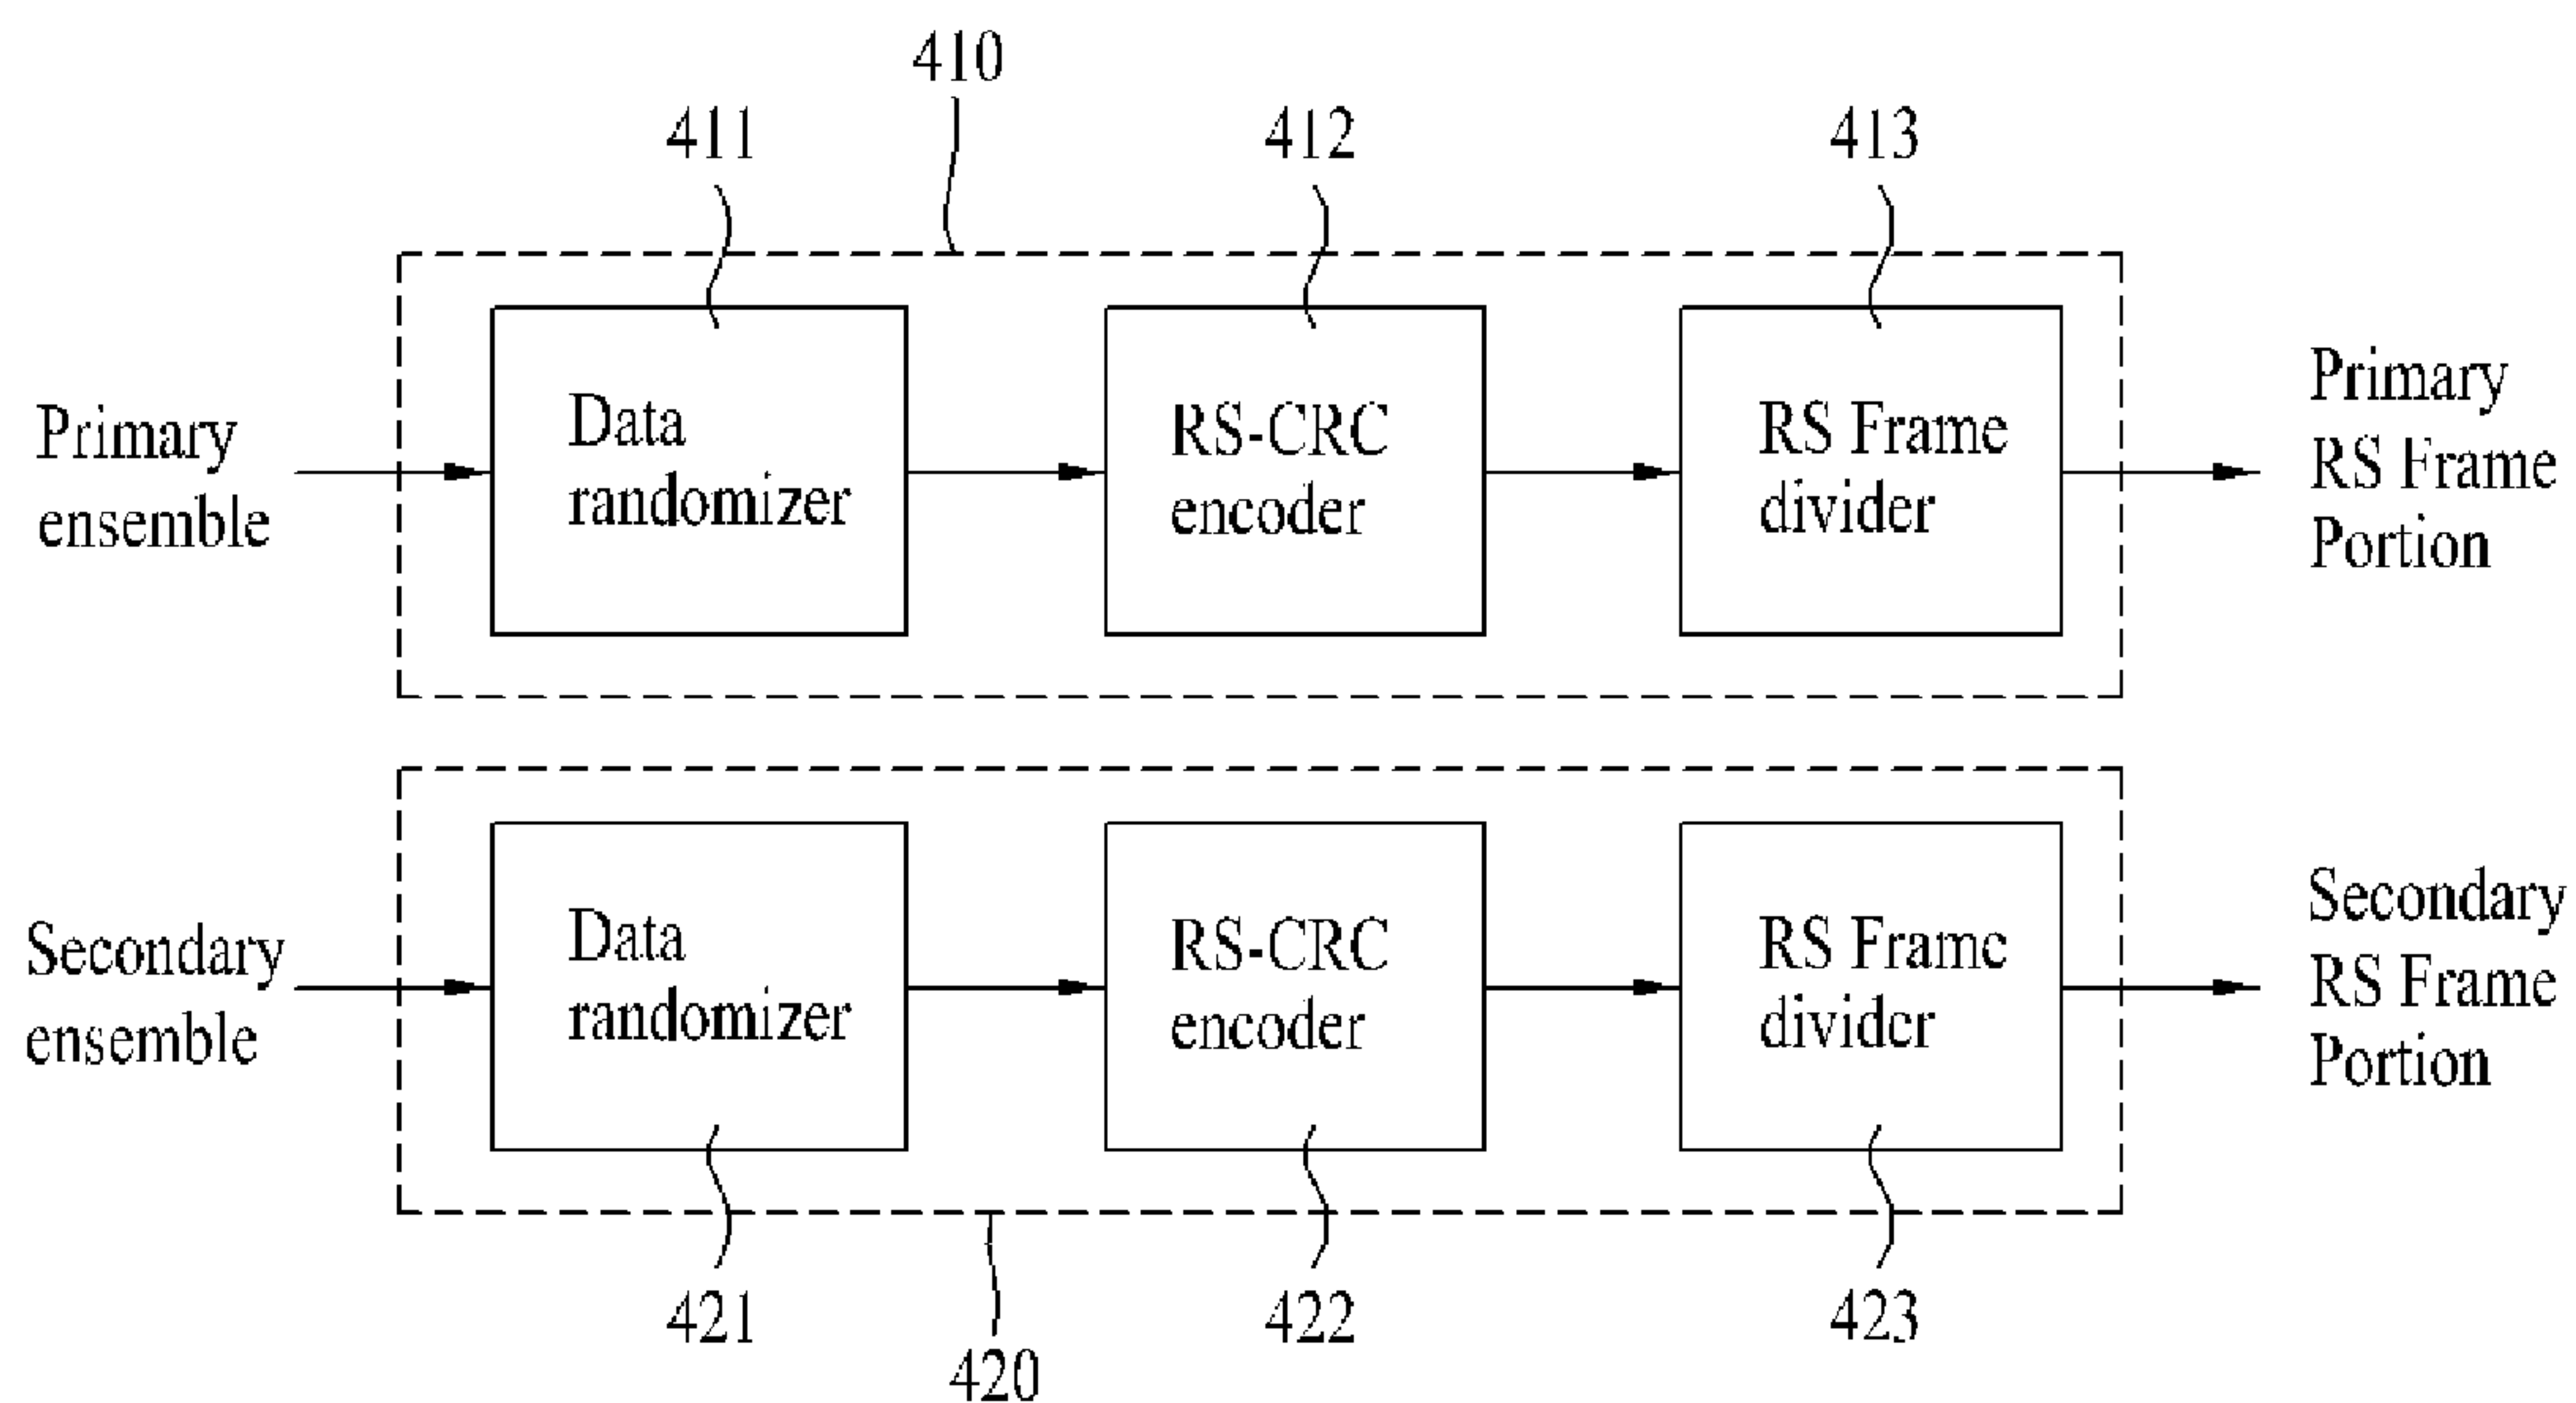 410
411
412
413
Primary
ensemble
Data
randomizer
RS-CRC
encoder
RS Frame
divider
Primary
RS Frame
Portion
Secondary
ensemble
Data
randomizer
RS-CRC
encoder
RS Frame
divider
Secondary
RS Frame
Portion
421
422
423
420